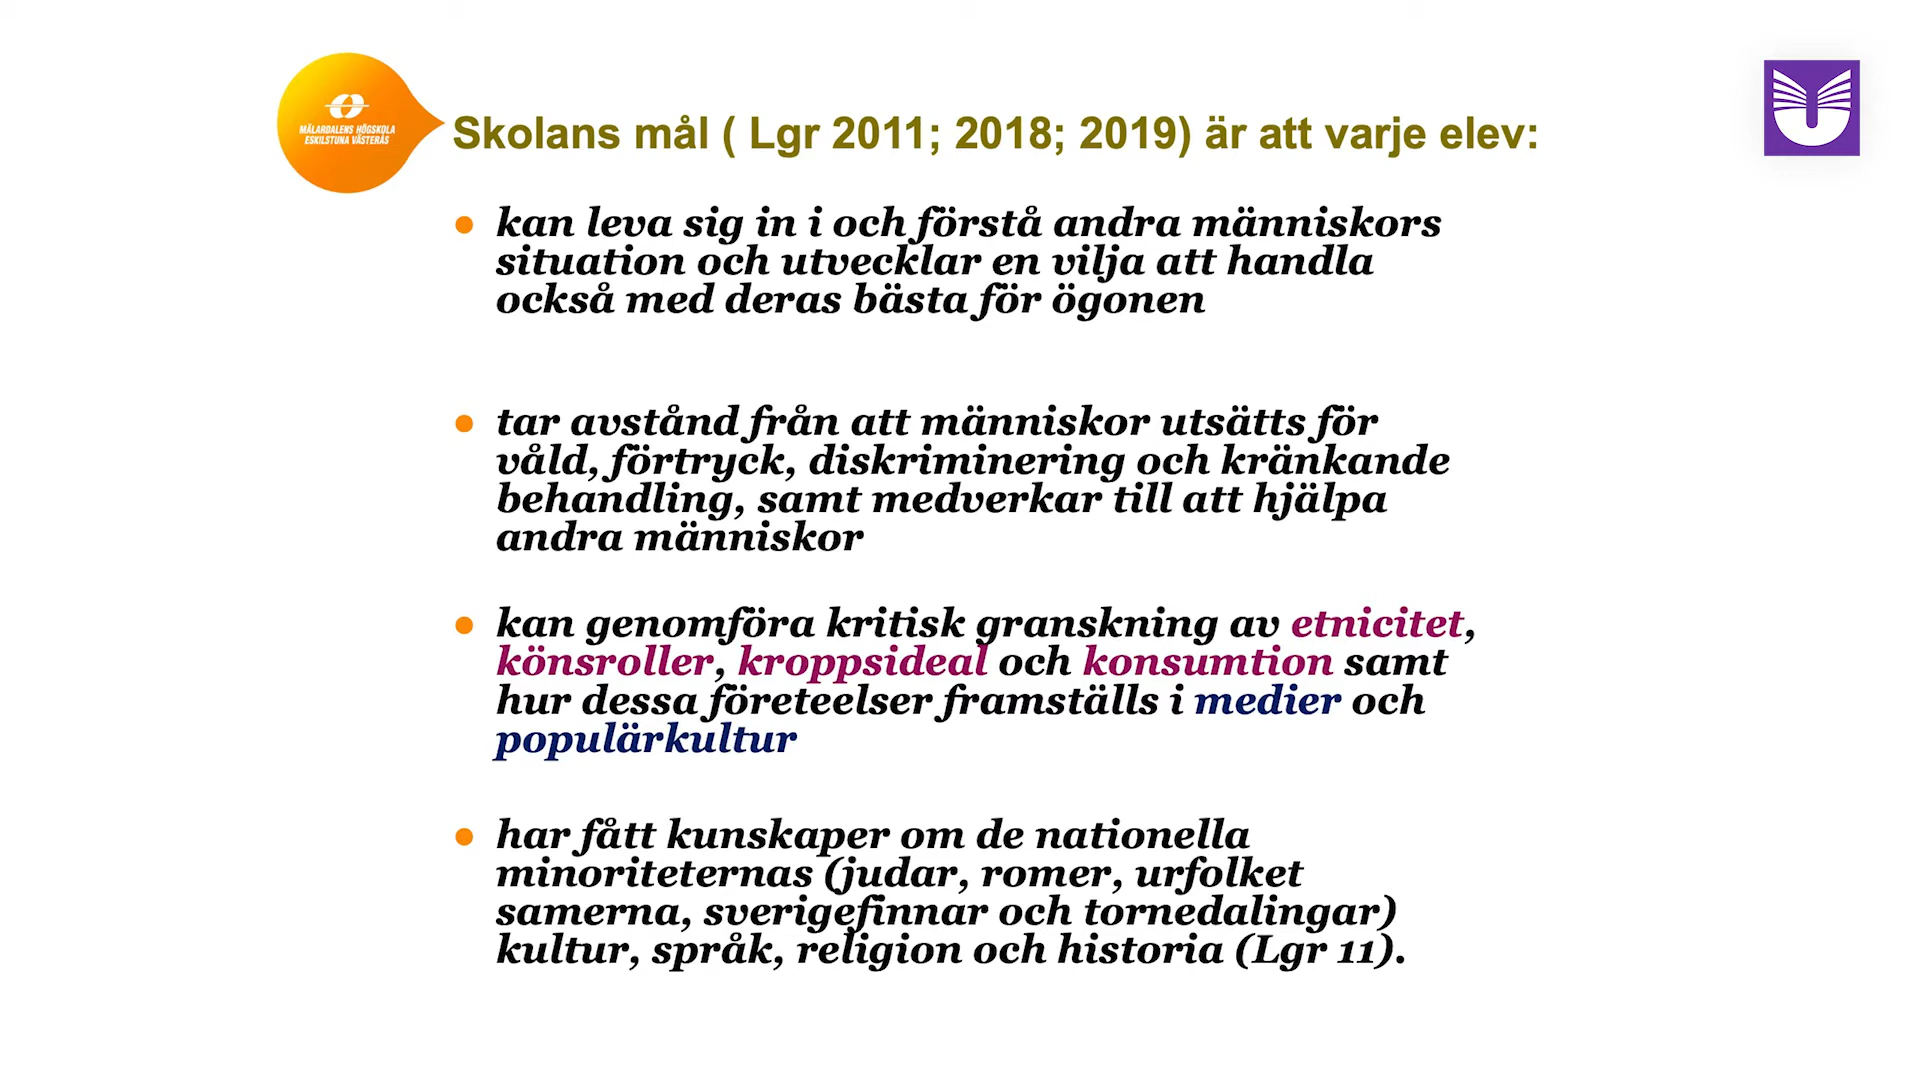 MÄLARDALENS HÖGSKOLA
ESKILSTUNA VÄSTERÅS
Skolans mål ( Lgr 2011; 2018; 2019) är att varje elev:
● kan leva sig in i och förstå andra människors
situation och utvecklar en vilja att handla
också med deras bästa för ögonen
● tar avstånd från att människor utsätts för
våld, förtryck, diskriminering och kränkande
behandling, samt medverkar till att hjälpa
andra människor
● kan genomföra kritisk granskning av etnicitet,
könsroller, kroppsideal och konsumtion samt
hur dessa företeelser framställs i medier och
populärkultur
● har fått kunskaper om de nationella
minoriteternas (judar, romer, urfolket
samerna, sverigefinnar och tornedalingar)
kultur, språk, religion och historia (Lgr 11).